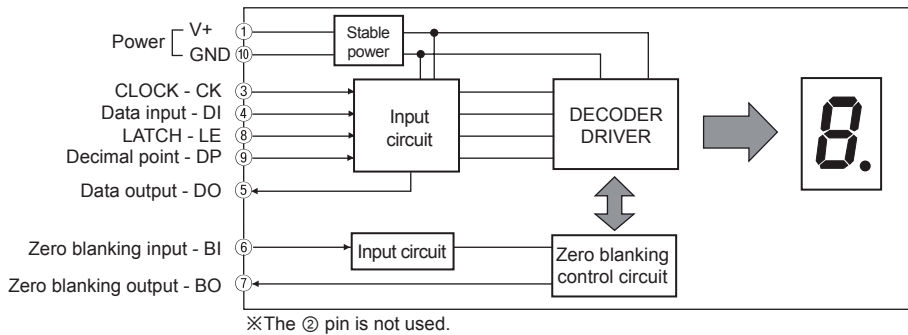 Power
V+ ①
GND ⑩
Stable
power
CLOCK - CK ③
Data input - DI ④
LATCH - LE ⑧
Decimal point - DP ⑨
Data output - DO ⑤
Input
circuit
DECODER
DRIVER
8.
Zero blanking input - BI ⑥
Input circuit
Zero blanking
control circuit
Zero blanking output - BO ⑦
※The ② pin is not used.